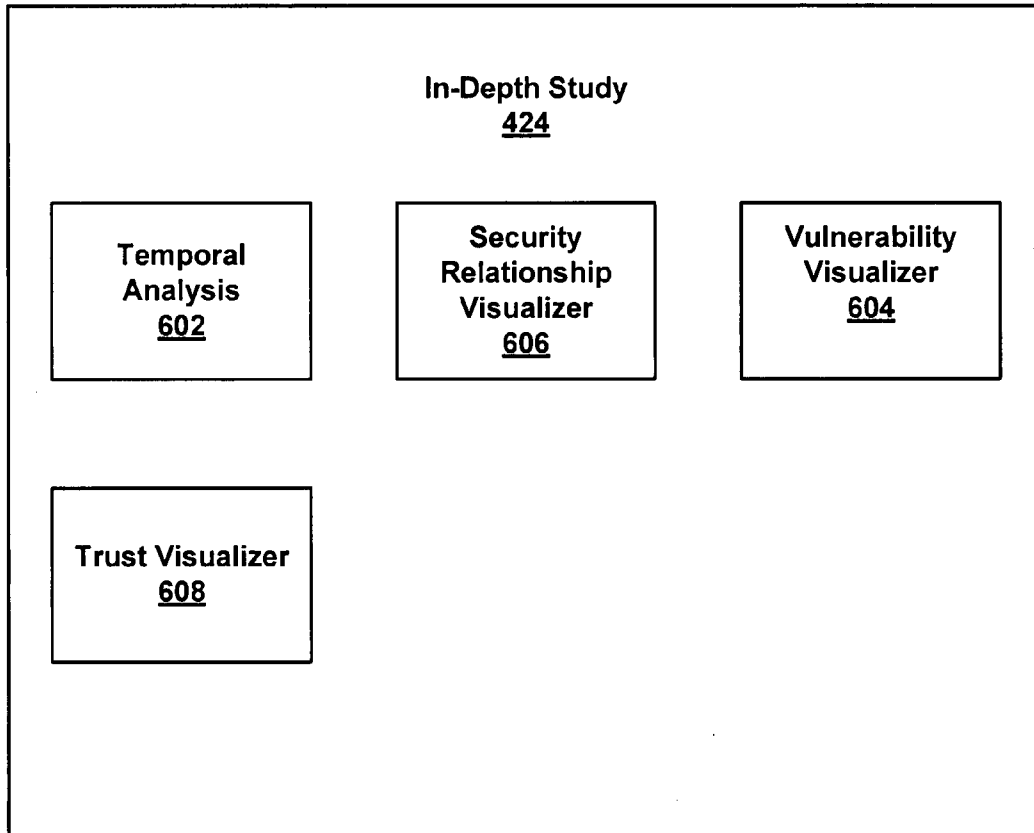 In-Depth Study
424
Temporal
Analysis
602
Security
Relationship
Visualizer
606
Vulnerability
Visualizer
604
Trust Visualizer
608